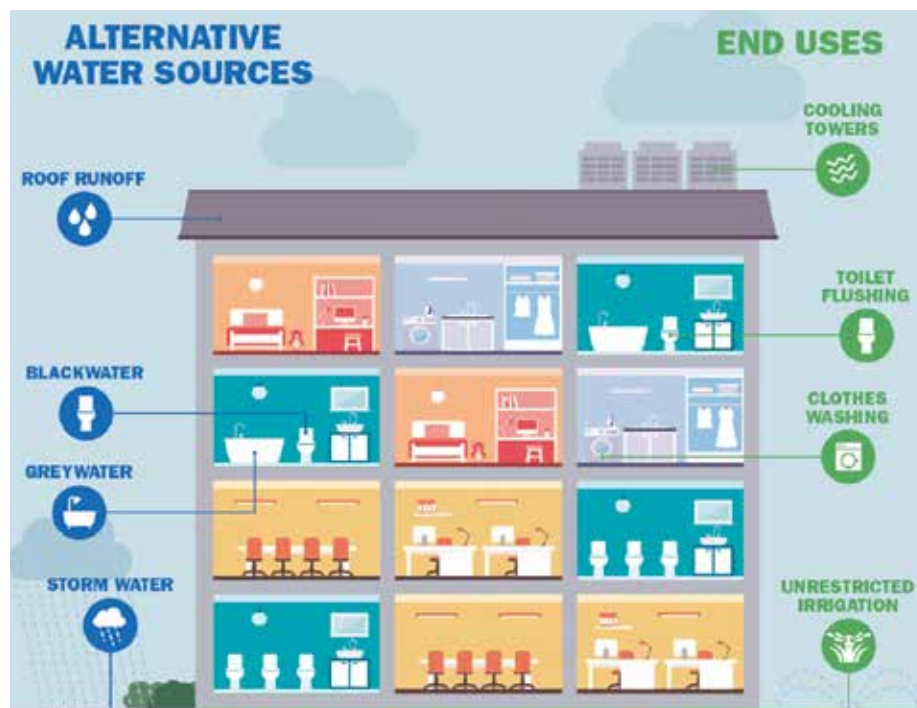 ALTERNATIVE
WATER SOURCES
END USES
COOLING
TOWERS
ROOF RUNOFF
TOILET
FLUSHING
BLACKWATER
CLOTHES
WASHING
GREYWATER
STORM WATER
UNRESTRICTED
IRRIGATION